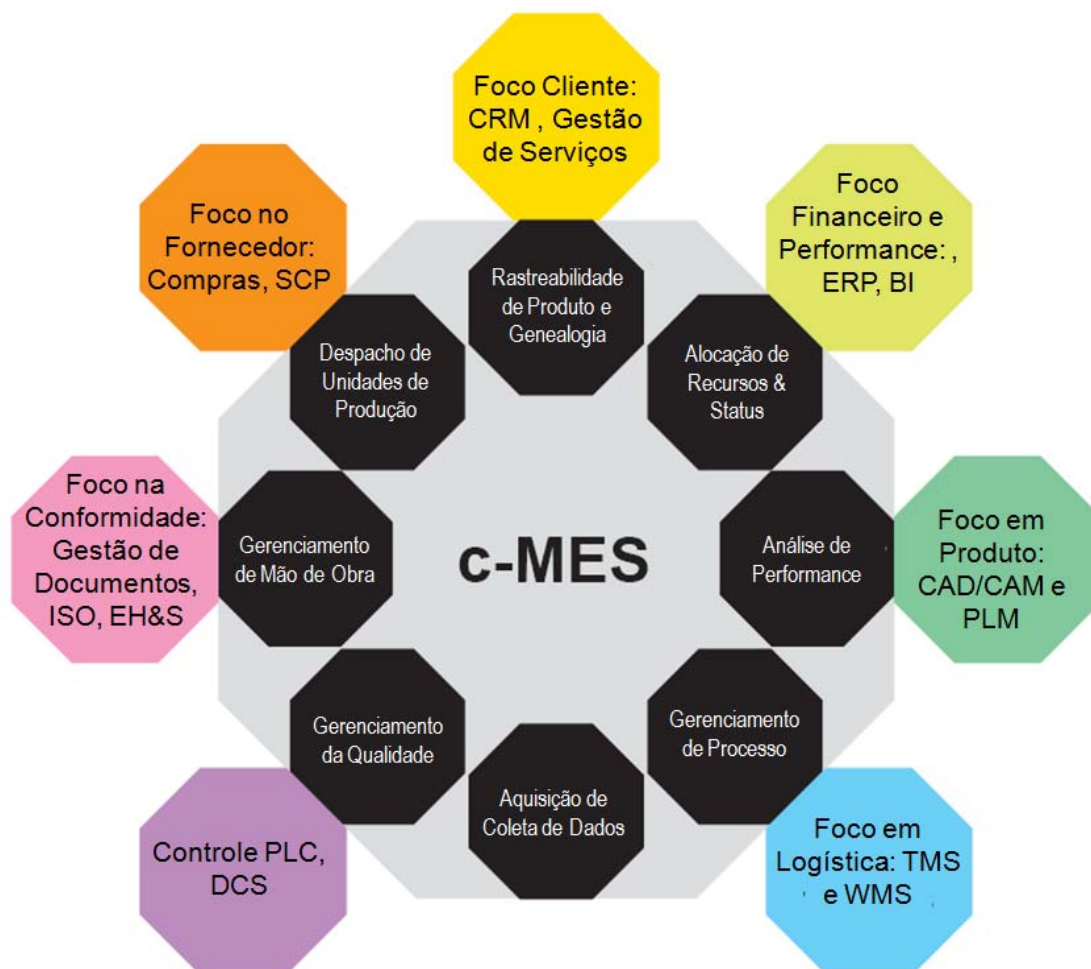 Foco Cliente:
CRM , Gestão
de Serviços
Foco no
Fornecedor:
Compras, SCP
Foco
Financeiro e
Performance: ,
ERP, BI
Rastreabilidade
de Produto e
Genealogia
Despacho de
Unidades de
Produção
Alocação de
Recursos &
Status
Foco na
Conformidade:
Gestão de
Documentos,
ISO, EH&S
Gerenciamento
de Mão de Obra
c-MES
Análise de
Performance
Foco em
Produto:
CAD/CAM e
PLM
Gerenciamento
da Qualidade
Gerenciamento
de Processo
Aquisição de
Coleta de Dados
Controle PLC,
DCS
Foco em
Logística: TMS
e WMS